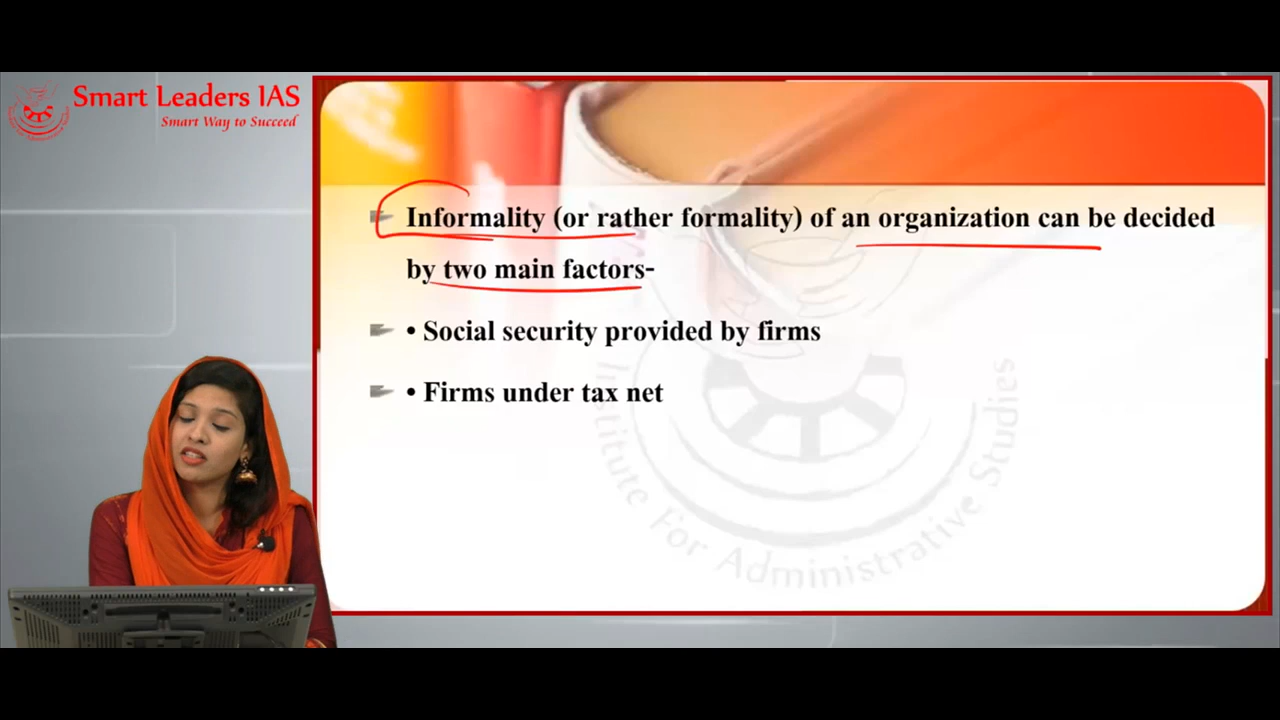 Smart Leaders IAS
Smart Way to Succeed
Informality (or rather formality) of an organization can be decided
by two main factors-
• Social security provided by firms
• Firms under tax net
Institute For Administrative Studies